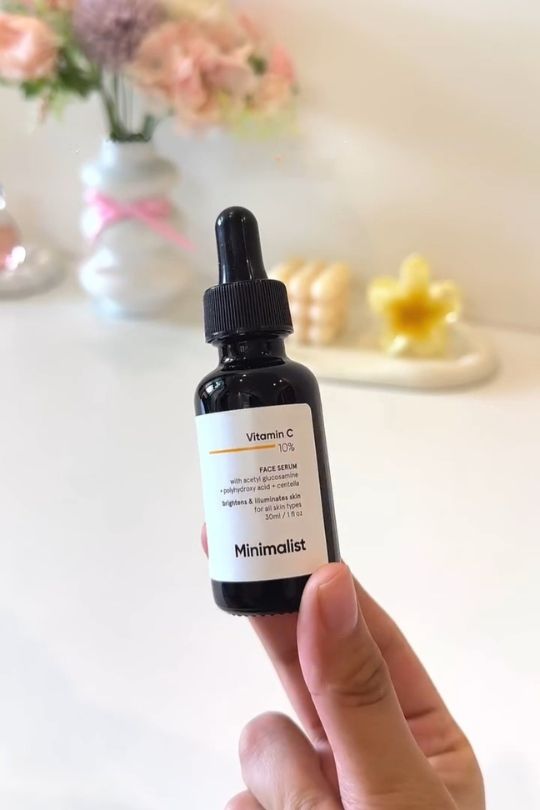 Vitamin C
10%
FACE SERUM
with acetyl glucosamine
+ polyhydroxy acid + centella
brightens & illuminates skin
for all skin types
30ml / 1 fl oz
Minimalist